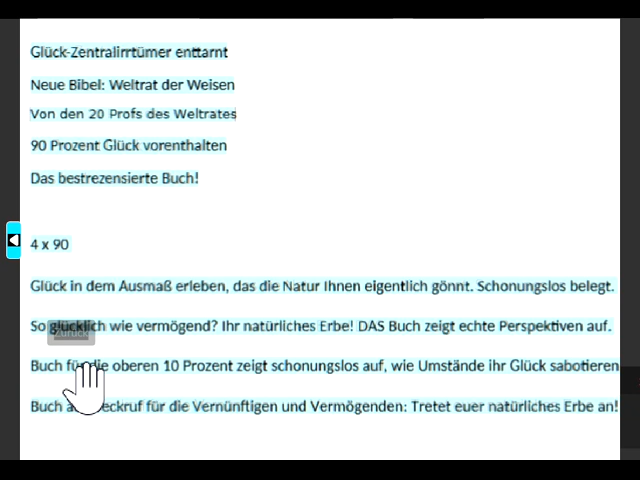 Glück-Zentralirrtümer enttarnt
Neue Bibel: Weltrat der Weisen
Von den 20 Profs des Weltrates
90 Prozent Glück vorenthalten
Das bestrezensierte Buch!
4 x 90
Glück in dem Ausmaß erleben, das die Natur Ihnen eigentlich gönnt. Schonungslos belegt.
So glücklich wie vermögend? Ihr natürliches Erbe! DAS Buch zeigt echte Perspektiven auf.
Zurück
Buch für die oberen 10 Prozent zeigt schonungslos auf, wie Umstände ihr Glück sabotieren
Buch für die Vernünftigen und Vermögenden: Tretet euer natürliches Erbe an!